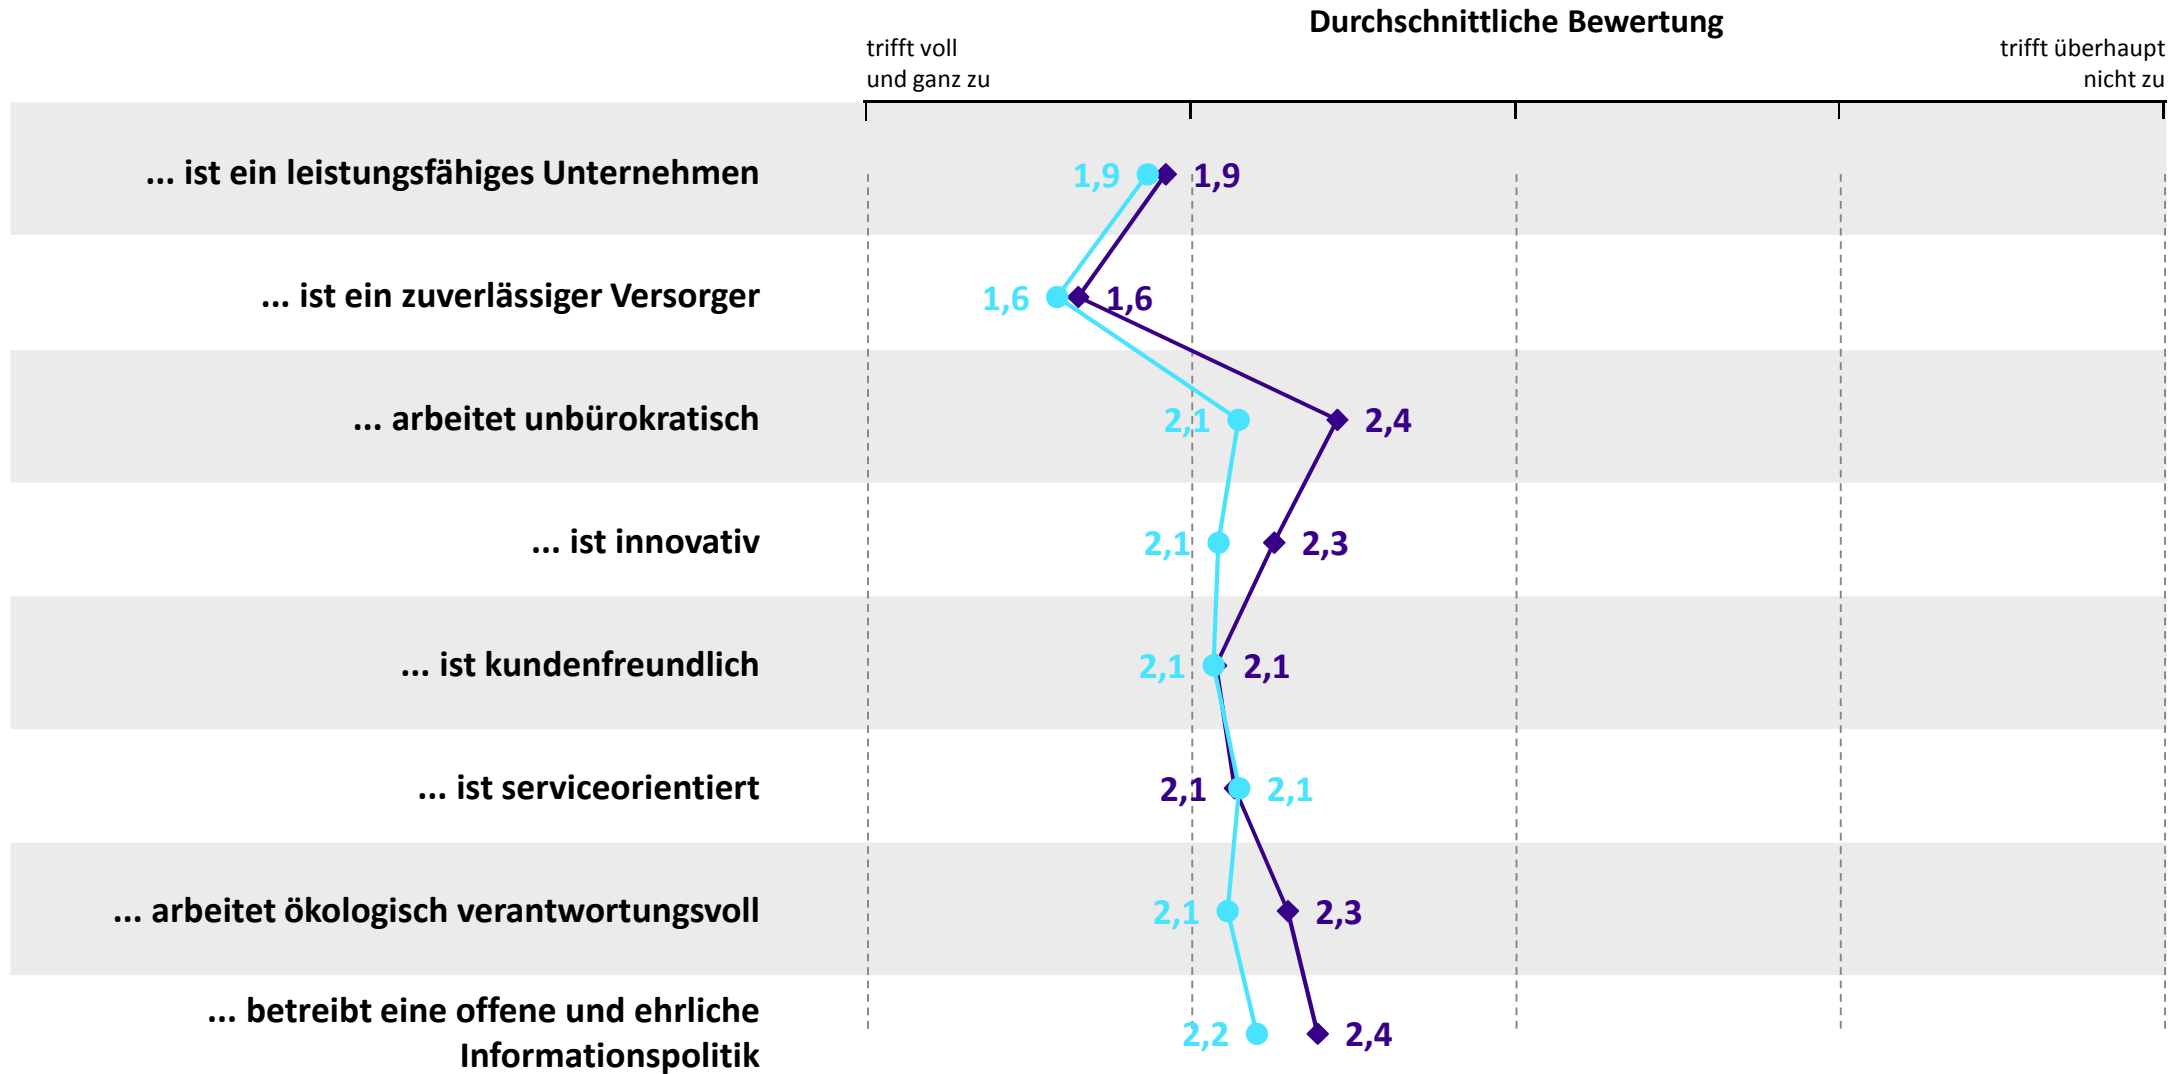 Durchschnittliche Bewertung
trifft voll
und ganz zu
trifft überhaupt
nicht zu
... ist ein leistungsfähiges Unternehmen
1,9
1,9
... ist ein zuverlässiger Versorger
1,6
1,6
... arbeitet unbürokratisch
2,1
2,4
... ist innovativ
2,1
2,3
... ist kundenfreundlich
2,1
2,1
... ist serviceorientiert
2,1
2,1
... arbeitet ökologisch verantwortungsvoll
2,1
2,3
... betreibt eine offene und ehrliche
Informationspolitik
2,2
2,4